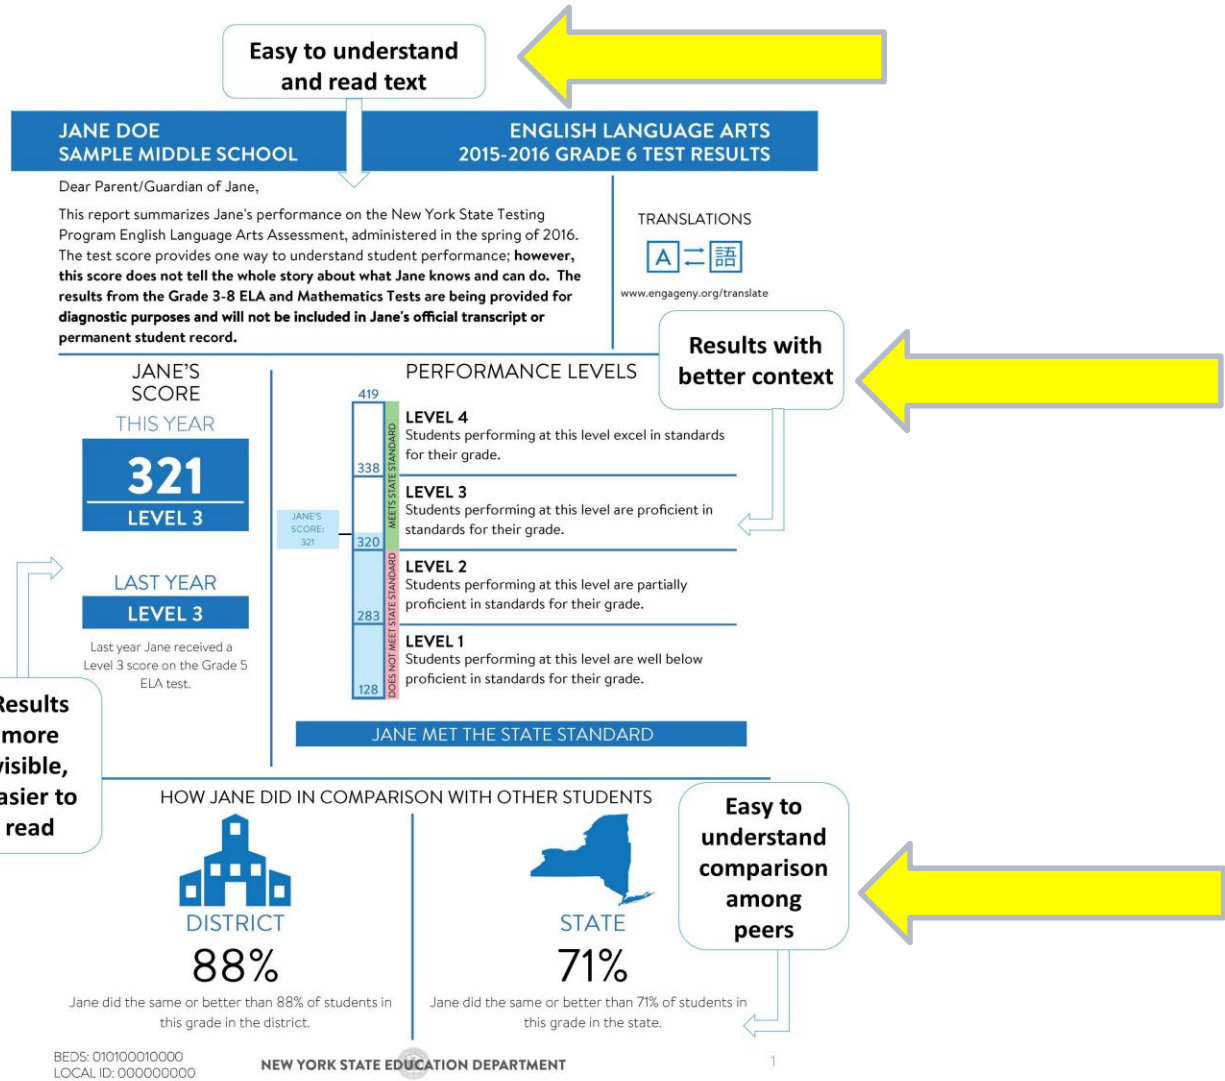 Easy to understand
and read text
JANE DOE
SAMPLE MIDDLE SCHOOL
ENGLISH LANGUAGE ARTS
2015-2016 GRADE 6 TEST RESULTS
Dear Parent/Guardian of Jane,
This report summarizes Jane's performance on the New York State Testing
Program English Language Arts Assessment, administered in the spring of 2016.
The test score provides one way to understand student performance; however,
this score does not tell the whole story about what Jane knows and can do. The
results from the Grade 3-8 ELA and Mathematics Tests are being provided for
diagnostic purposes and will not be included in Jane's official transcript or
permanent student record.
TRANSLATIONS
A 語
www.engageny.org/translate
Results with
better context
JANE'S
SCORE
THIS YEAR
321
LEVEL 3
LAST YEAR
LEVEL 3
Last year Jane received a
Level 3 score on the Grade 5
ELA test.
Results
more
visible,
easier to
read
PERFORMANCE LEVELS
419
338
320
283
128
JANE'S
SCORE:
321
MEETS STATE STANDARD
DOES NOT MEET STATE STANDARD
LEVEL 4
Students performing at this level excel in standards
for their grade.
LEVEL 3
Students performing at this level are proficient in
standards for their grade.
LEVEL 2
Students performing at this level are partially
proficient in standards for their grade.
LEVEL 1
Students performing at this level are well below
proficient in standards for their grade.
JANE MET THE STATE STANDARD
HOW JANE DID IN COMPARISON WITH OTHER STUDENTS
DISTRICT
88%
Jane did the same or better than 88% of students in
this grade in the district.
STATE
71%
Jane did the same or better than 71% of students in
this grade in the state.
Easy to
understand
comparison
among
peers
BEDS: 010100010000
LOCAL ID: 000000000
NEW YORK STATE EDUCATION DEPARTMENT
1